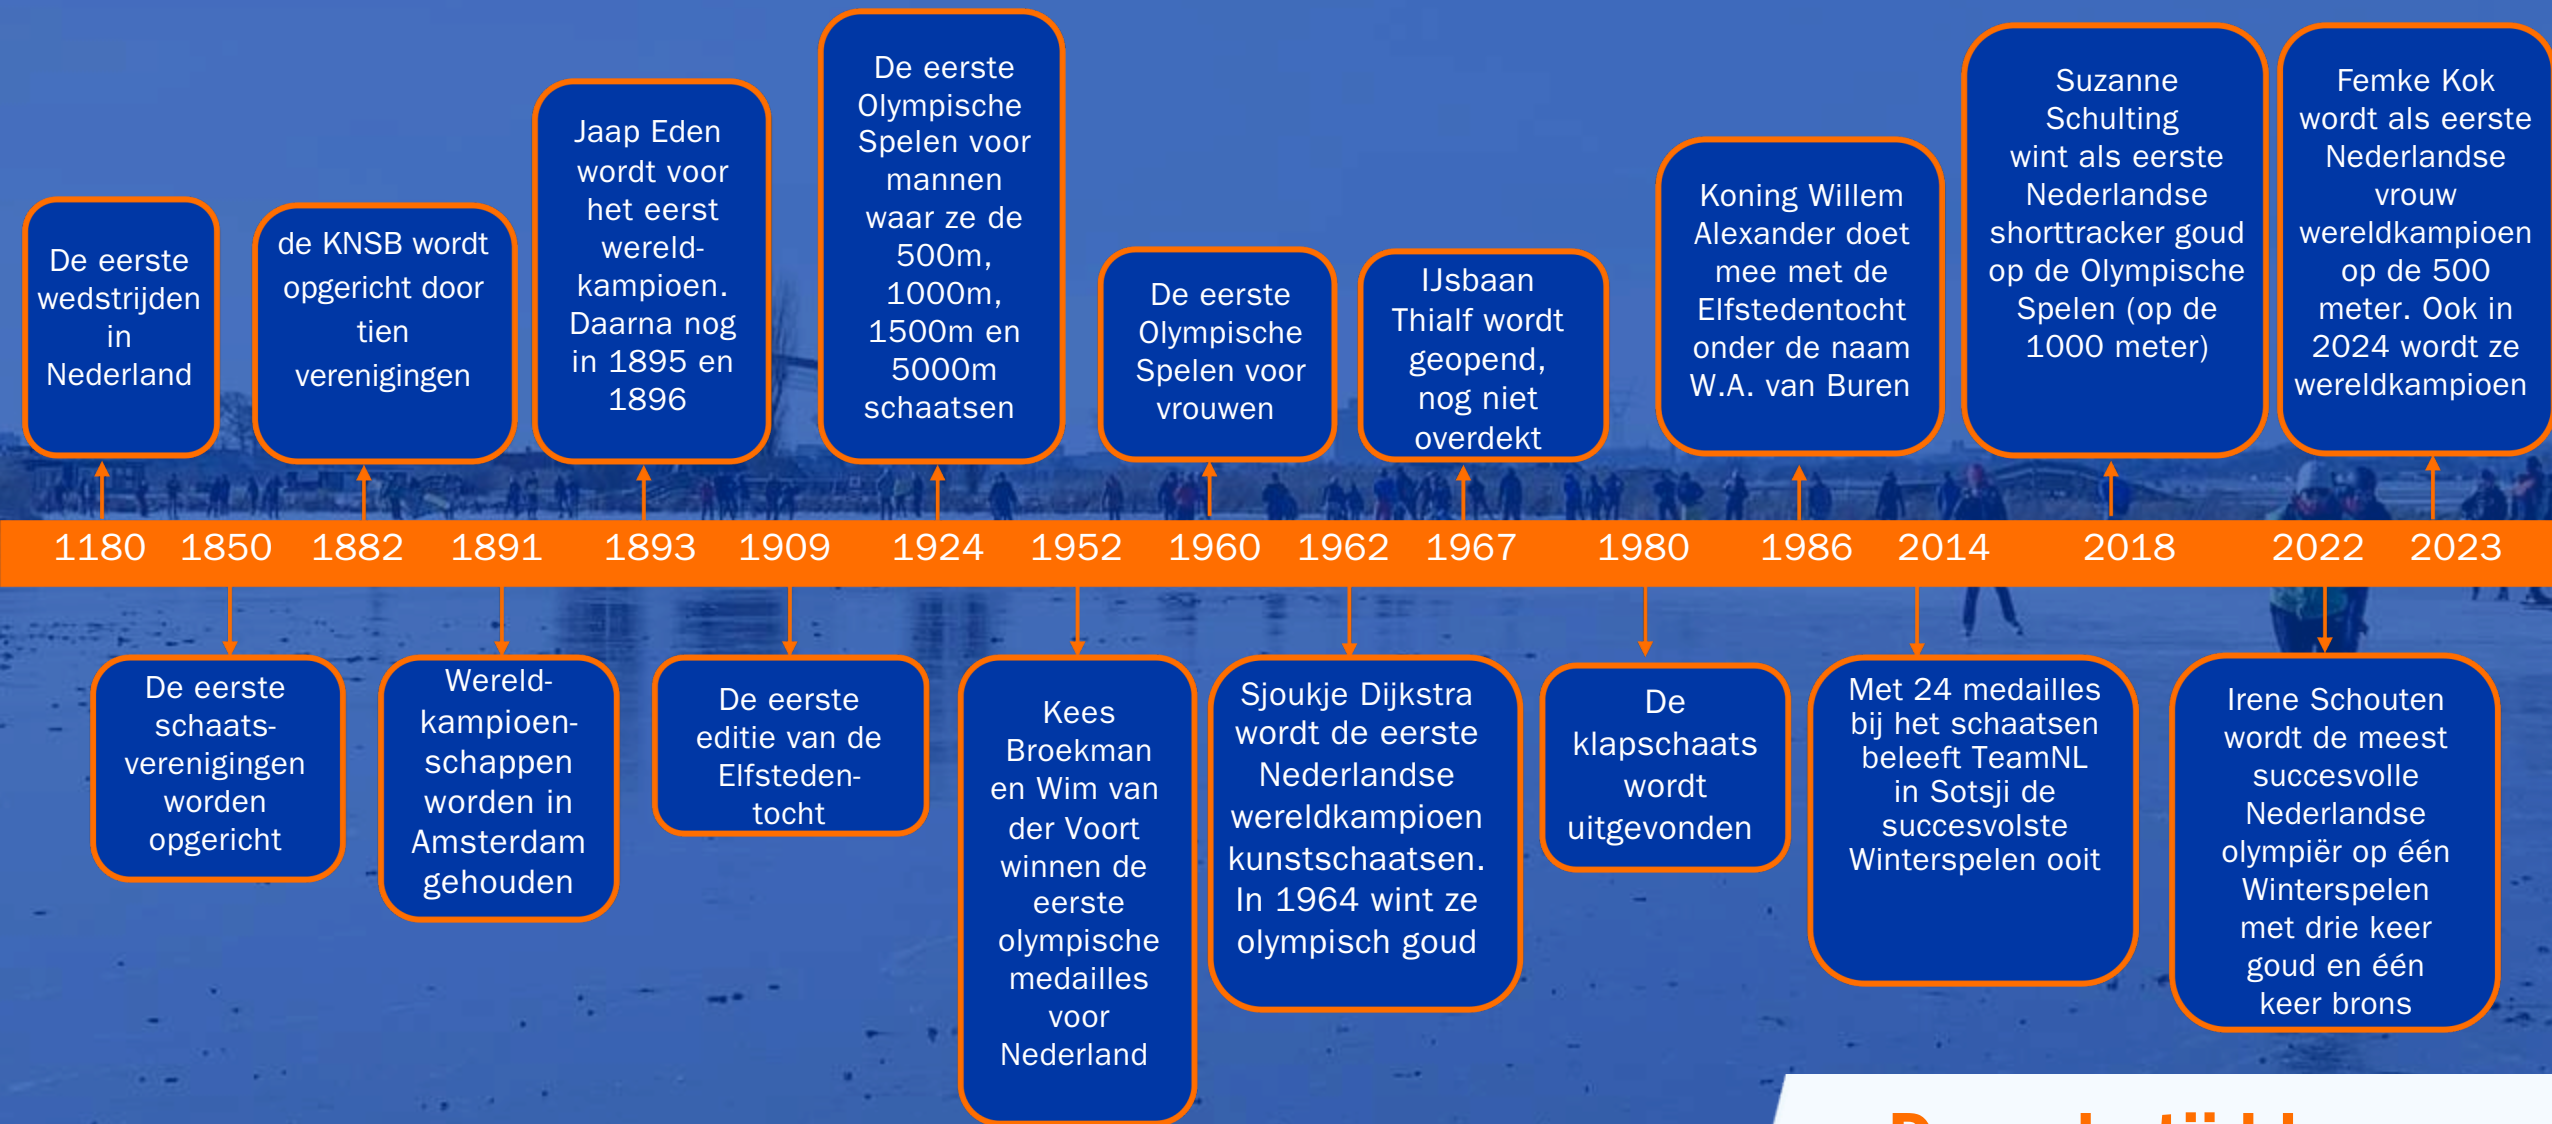 De eerste
wedstrijden
in
Nederland
de KNSB wordt
opgericht door
tien
verenigingen
Jaap Eden
wordt voor
het eerst
wereld-
kampioen.
Daarna nog
in 1895 en
1896
De eerste
Olympische
Spelen voor
mannen
waar ze de
500m,
1000m,
1500m en
5000m
schaatsen
De eerste
Olympische
Spelen voor
vrouwen
IJsbaan
Thialf wordt
geopend,
nog niet
overdekt
Koning Willem
Alexander doet
mee met de
Elfstedentocht
onder de naam
W.A. van Buren
Suzanne
Schulting
wint als eerste
Nederlandse
shorttracker goud
op de Olympische
Spelen (op de
1000 meter)
Femke Kok
wordt als eerste
Nederlandse
vrouw
wereldkampioen
op de 500
meter. Ook in
2024 wordt ze
wereldkampioen
1180 1850 1882 1891 1893 1909 1924 1952 1960 1962 1967 1980 1986 2014 2018 2022 2023
De eerste
schaats-
verenigingen
worden
opgericht
Wereld-
kampioen-
schappen
worden in
Amsterdam
gehouden
De eerste
editie van de
Elfsteden-
tocht
Kees
Broekman
en Wim van
der Voort
winnen de
eerste
olympische
medailles
voor
Nederland
Sjoukje Dijkstra
wordt de eerste
Nederlandse
wereldkampioen
kunstschaatsen.
In 1964 wint ze
olympisch goud
De
klapschaats
wordt
uitgevonden
Met 24 medailles
bij het schaatsen
beleeft TeamNL
in Sotsji de
succesvolste
Winterspelen ooit
Irene Schouten
wordt de meest
succesvolle
Nederlandse
olympiër op één
Winterspelen
met drie keer
goud en één
keer brons